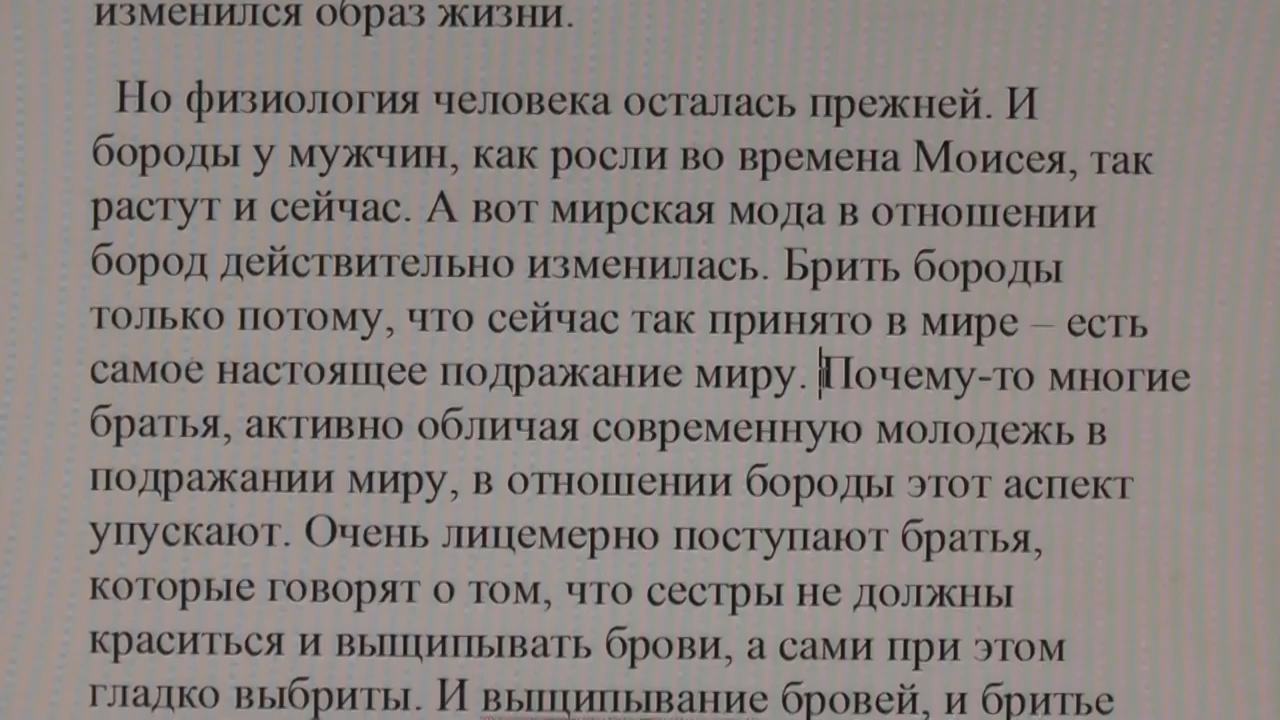 изменился образ жизни.
Но физиология человека осталась прежней. И
бороды у мужчин, как росли во времена Моисея, так
растут и сейчас. А вот мирская мода в отношении
бород действительно изменилась. Брить бороды
только потому, что сейчас так принято в мире – есть
самое настоящее подражание миру. Почему-то многие
братья, активно обличая современную молодежь в
подражании миру, в отношении бороды этот аспект
упускают. Очень лицемерно поступают братья,
которые говорят о том, что сестры не должны
краситься и выщипывать брови, а сами при этом
гладко выбриты. И выщипывание бровей, и бритье